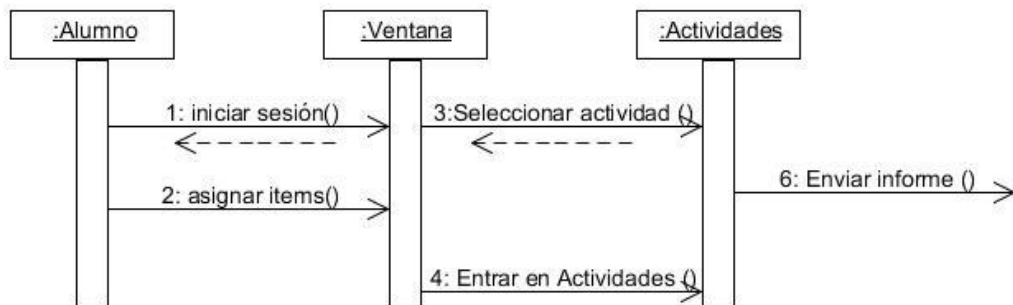 :Alumno
:Ventana
:Actividades
1: iniciar sesión()
3:Seleccionar actividad ()
6: Enviar informe ()
2: asignar items()
4: Entrar en Actividades ()